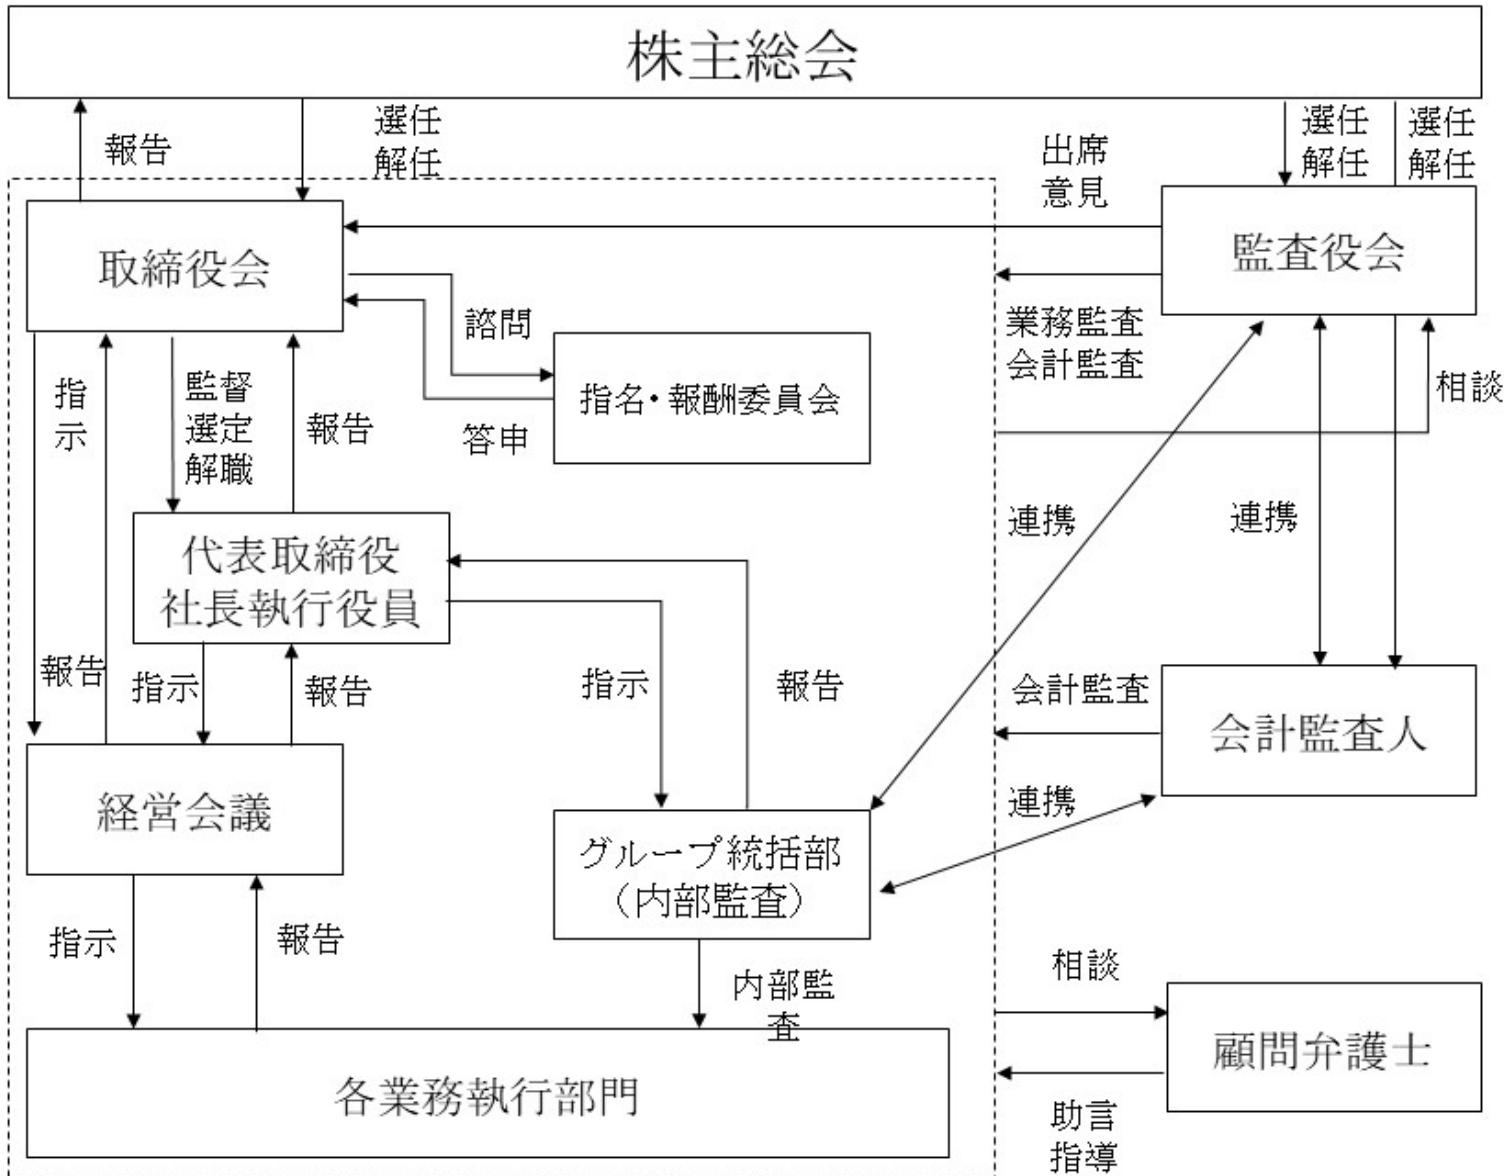 株主総会
報告
選任
解任
出席
意見
選任
解任
選任
解任
取締役会
監査役会
諮問
業務監査
会計監査
指名・報酬委員会
答申
指
示
監督
選定
解職
報告
相談
代表取締役
社長執行役員
連携
連携
報告
指示
報告
指示
報告
会計監査
会計監査人
経営会議
連携
グループ統括部
（内部監査）
指示
報告
内部監
査
相談
顧問弁護士
各業務執行部門
助言
指導